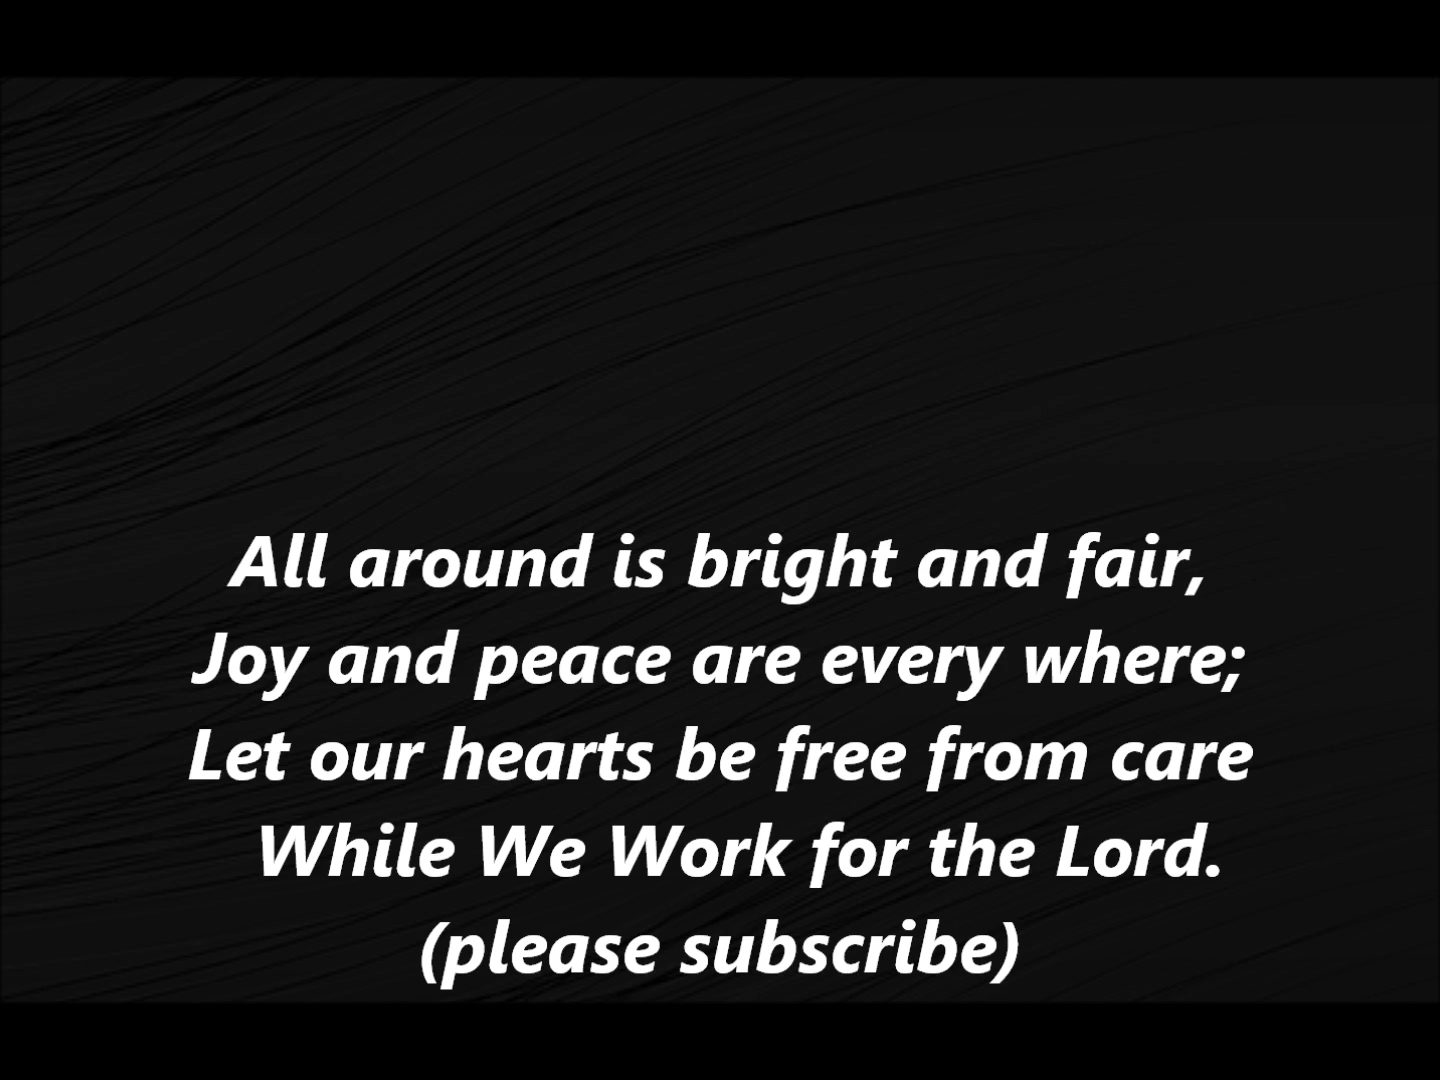 All around is bright and fair,
Joy and peace are every where;
Let our hearts be free from care
While We Work for the Lord.
(please subscribe)